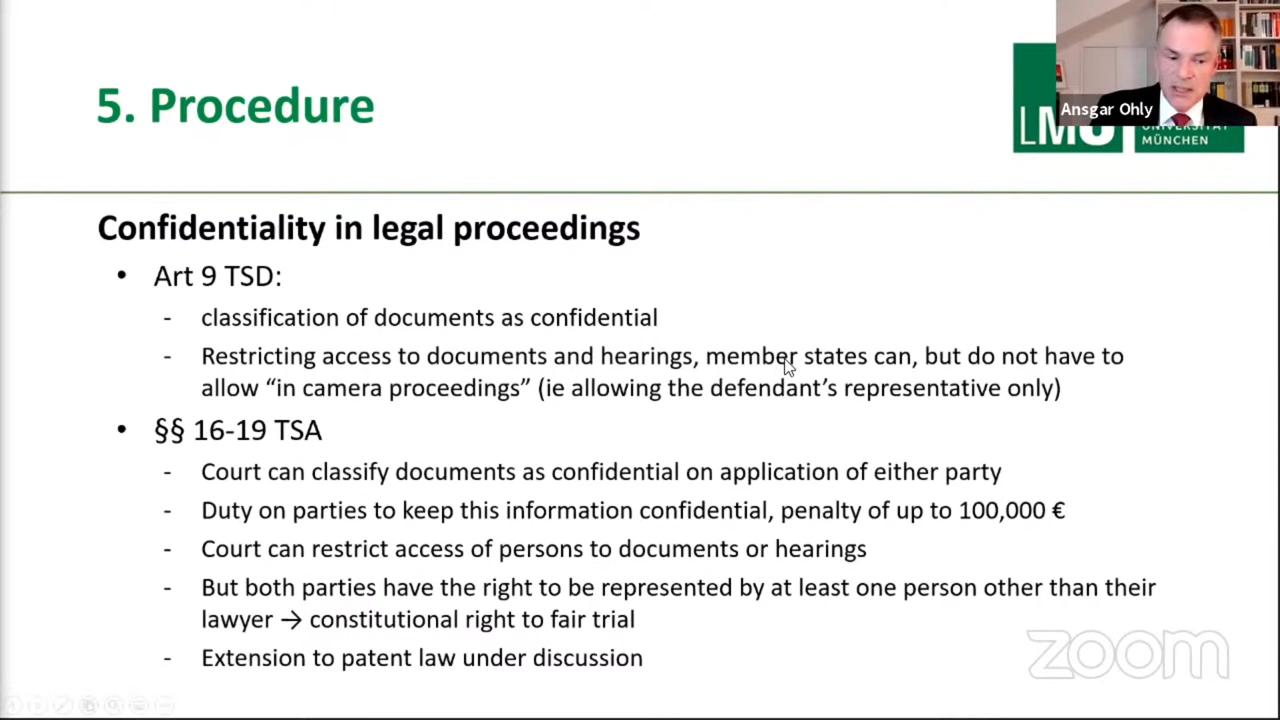 5. Procedure
Ansgar Ohly
LMU
UNIVERSITÄT
MÜNCHEN
Confidentiality in legal proceedings
• Art 9 TSD:
- classification of documents as confidential
- Restricting access to documents and hearings, member states can, but do not have to
allow “in camera proceedings” (ie allowing the defendant’s representative only)
• §§ 16-19 TSA
- Court can classify documents as confidential on application of either party
- Duty on parties to keep this information confidential, penalty of up to 100,000 €
- Court can restrict access of persons to documents or hearings
- But both parties have the right to be represented by at least one person other than their
lawyer → constitutional right to fair trial
- Extension to patent law under discussion
zoom